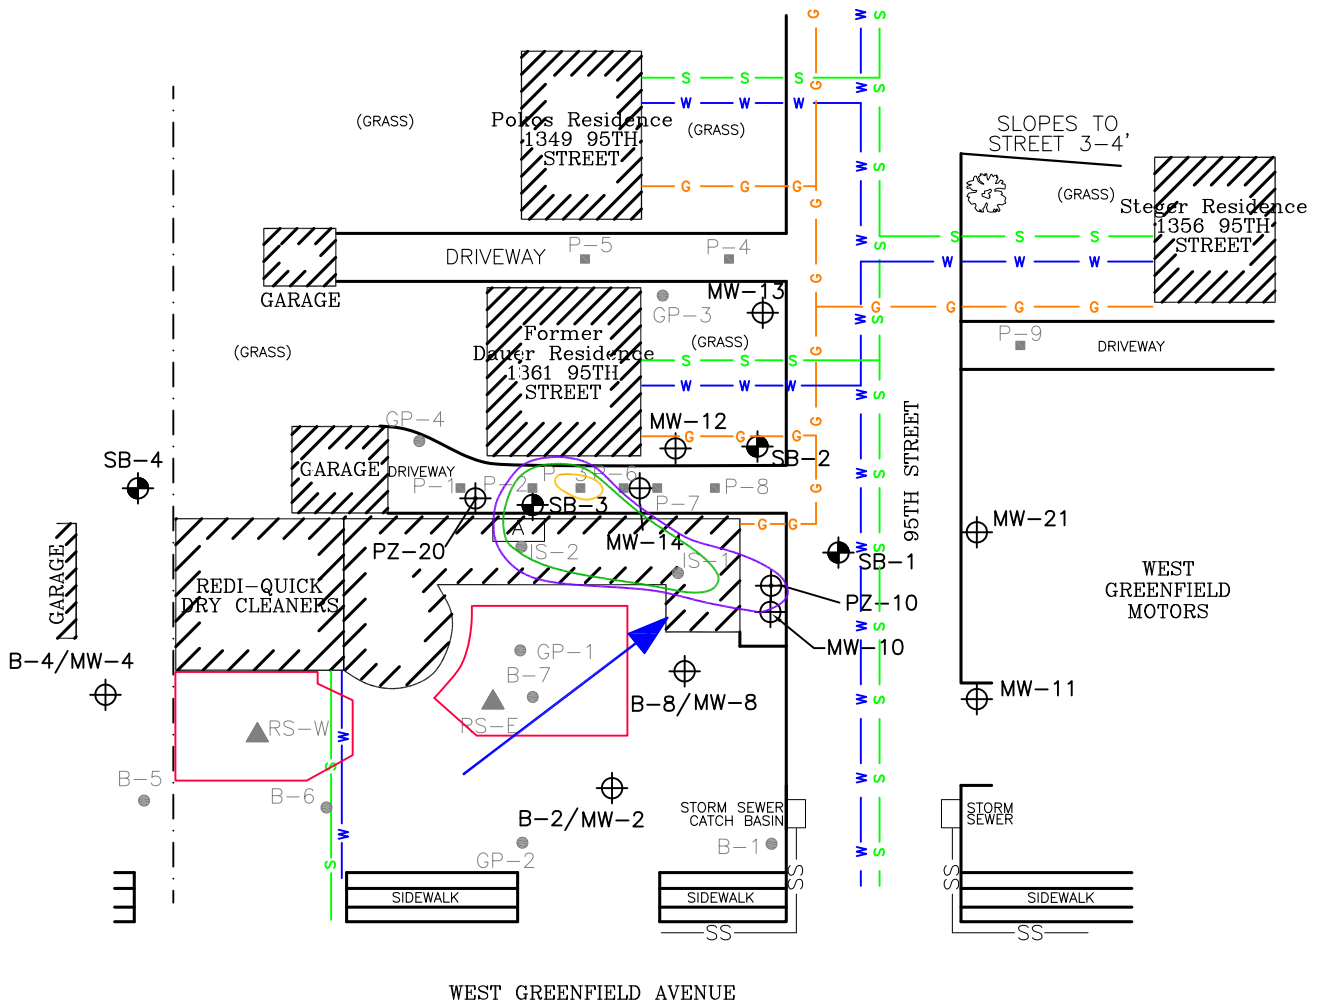 G
W
S
S
S
S
W
W
W
G
W
S
SLOPES TO
STREET 3-4'
(GRASS)
Pokos Residence
1349 95TH
STREET
(GRASS)
W
S
G
G
G
G
(GRASS)
Steger Residence
1356 95TH
STREET
S
S
S
W
W
W
W
S
P-5
P-4
DRIVEWAY
GARAGE
MW-13
GP-3
G
G
G
G
W
S
P-9
DRIVEWAY
(GRASS)
Former
Dauer Residence
1361 95TH
STREET
(GRASS)
S
S
S
W
W
W
G
W
S
GP-4
MW-12
G
G
G
G
SB-2
95TH STREET
SB-4
GARAGE
DRIVEWAY
P-1
P-2
P-3
P-6
P-7
P-8
G
W
S
SB-3
A
MW-14
G
G
MW-21
PZ-20
IS-2
IS-1
SB-1
W
S
GARAGE
REDI-QUICK
DRY CLEANERS
PZ-10
WEST
GREENFIELD
MOTORS
MW-10
W
S
B-4/MW-4
GP-1
B-7
B-8/MW-8
MW-11
RS-W
RS-E
W
S
W
S
B-5
B-6
B-2/MW-2
W
S
STORM SEWER
CATCH BASIN
STORM
SEWER
W
S
GP-2
B-1
W
S
SS
SS
SIDEWALK
SIDEWALK
SIDEWALK
SS
SS
WEST GREENFIELD AVENUE